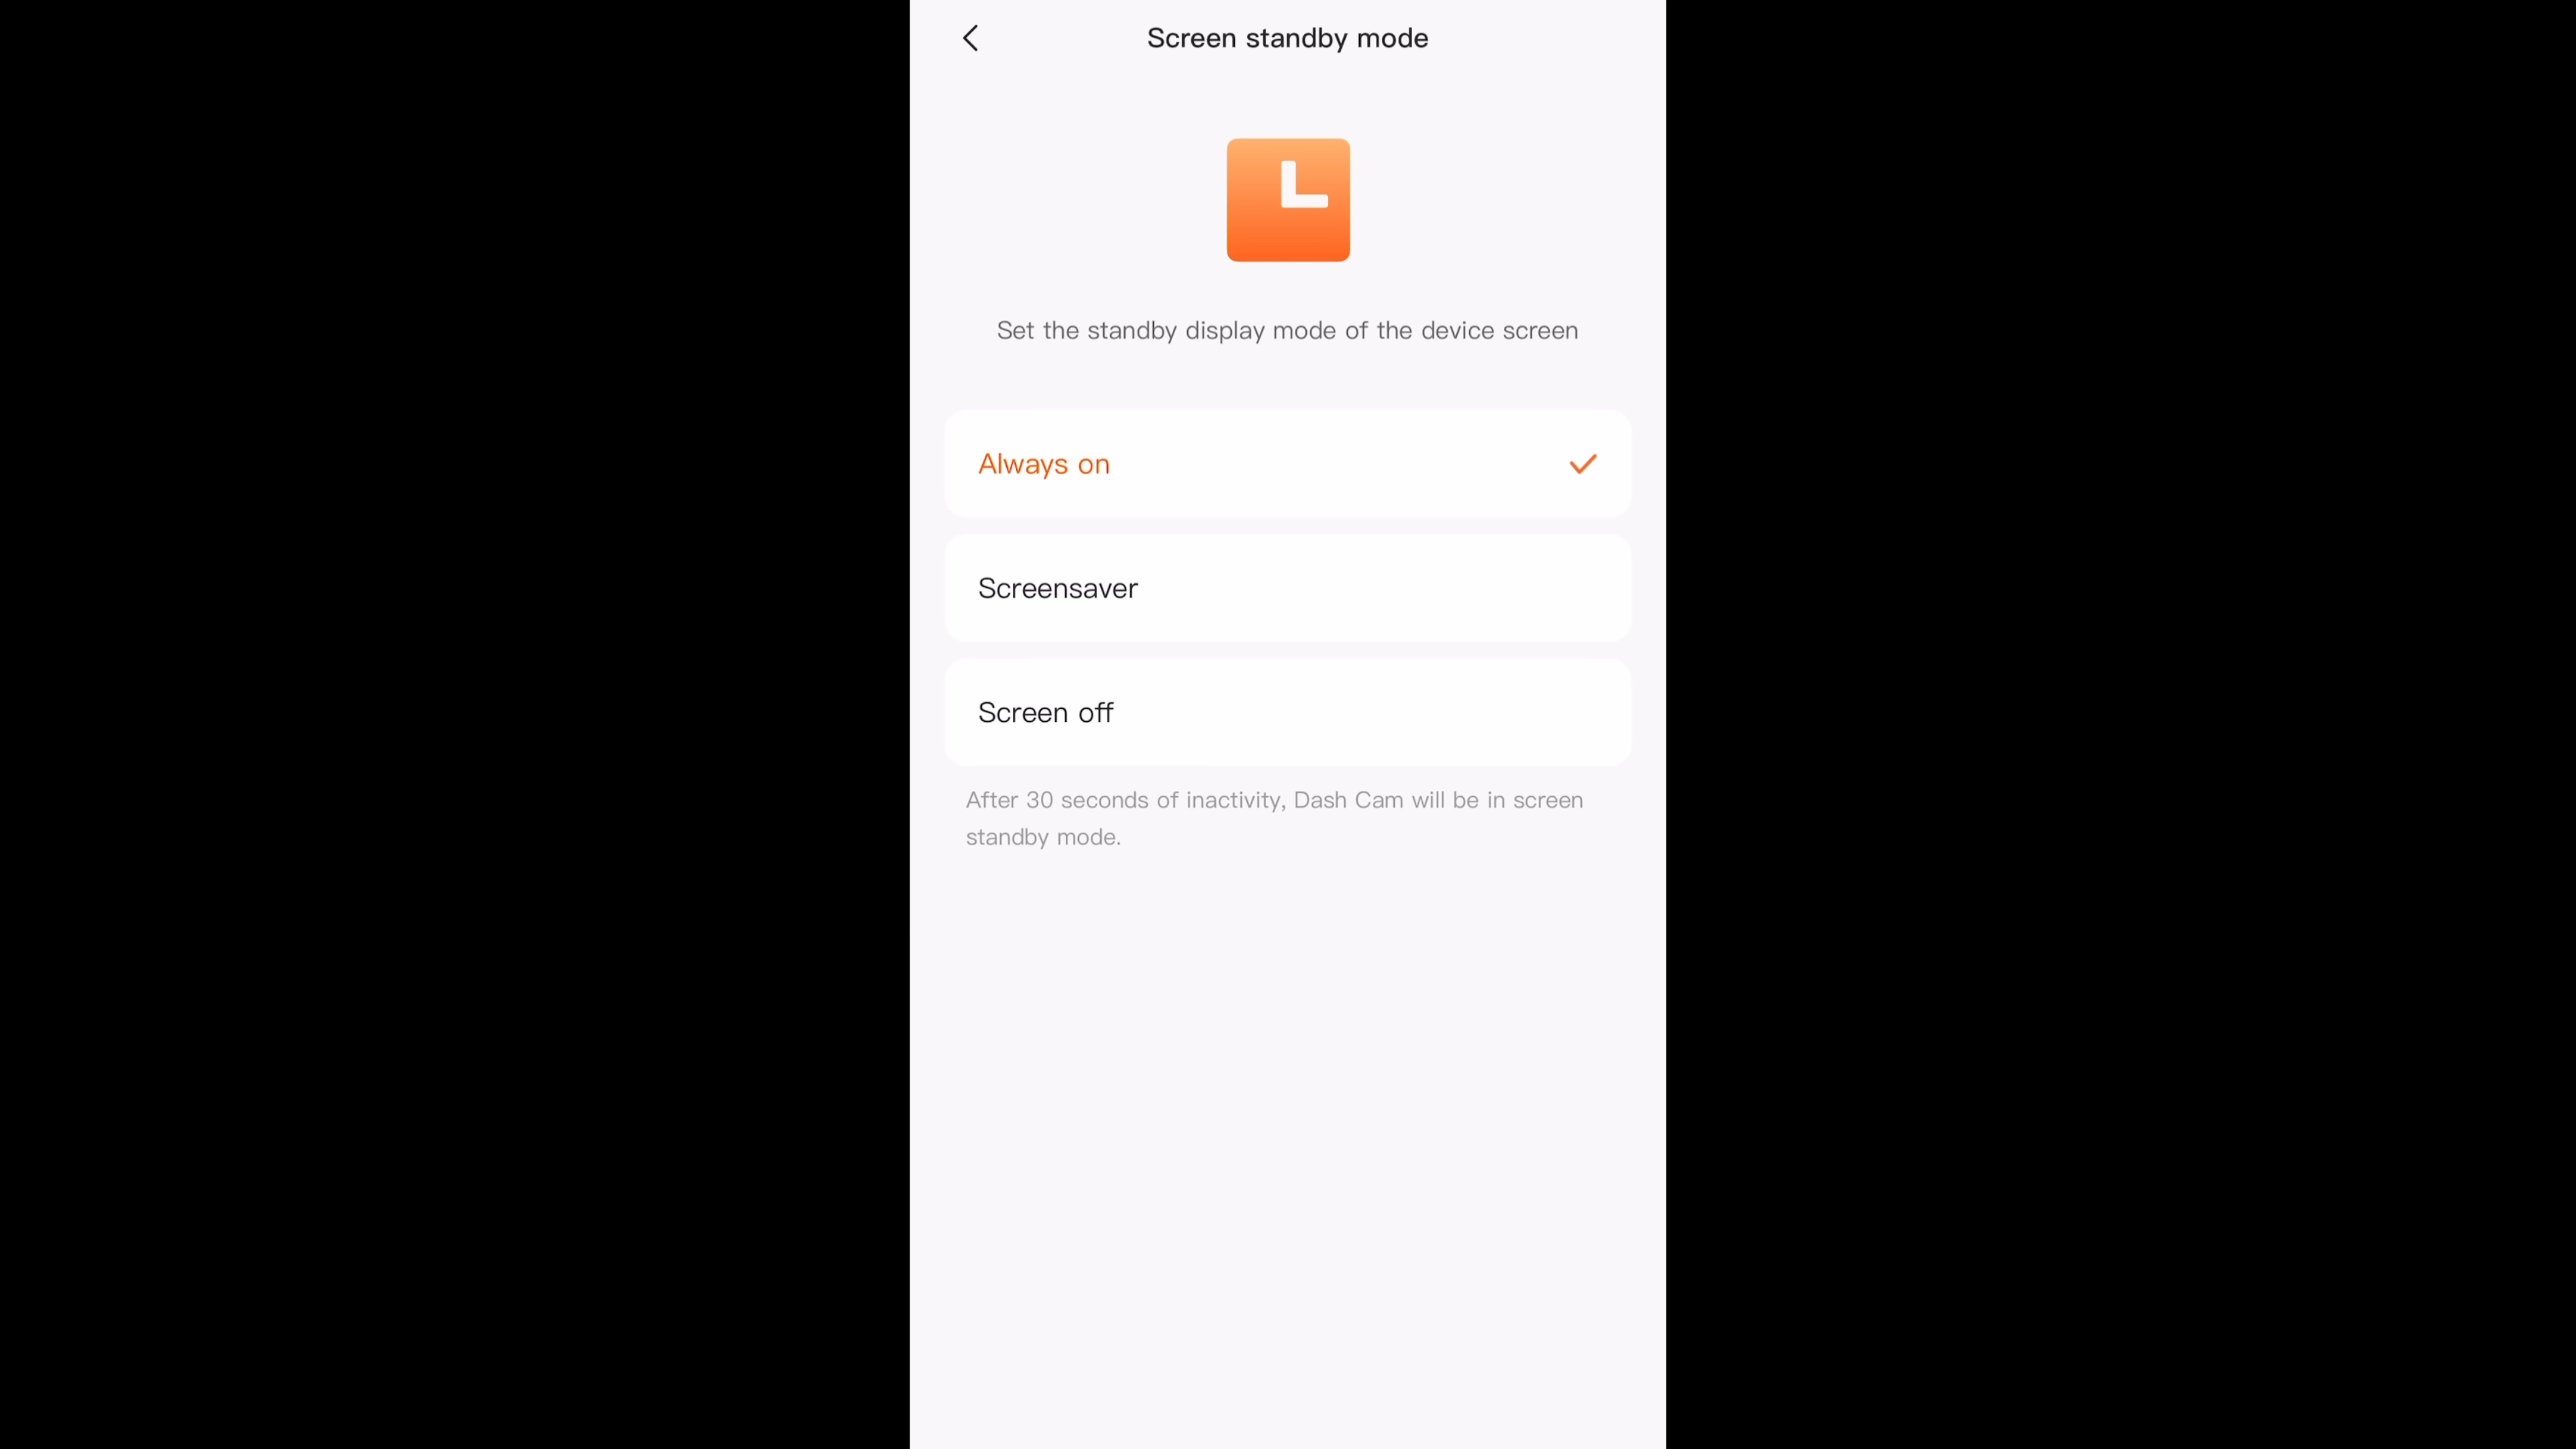 Screen standby mode
Set the standby display mode of the device screen
Always on
Screensaver
Screen off
After 30 seconds of inactivity, Dash Cam will be in screen
standby mode.